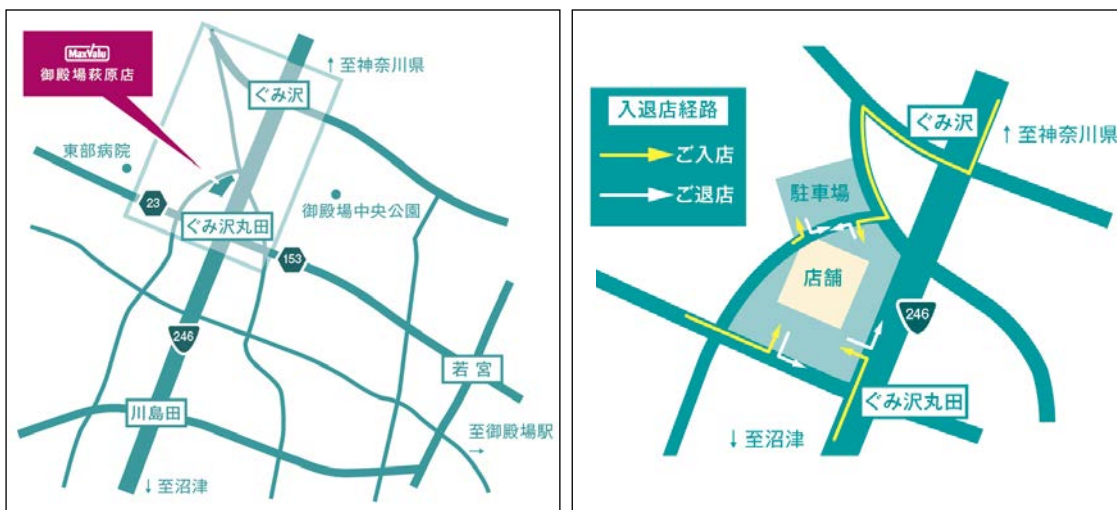 MaxValu
御殿場萩原店
↑至神奈川県
ぐみ沢
東部病院
23
御殿場中央公園
ぐみ沢丸田
153
246
若宮
川島田
至御殿場駅
→
↓至沼津
入退店経路
ご入店
ご退店
ぐみ沢
↑至神奈川県
駐車場
店舗
246
ぐみ沢丸田
↓至沼津